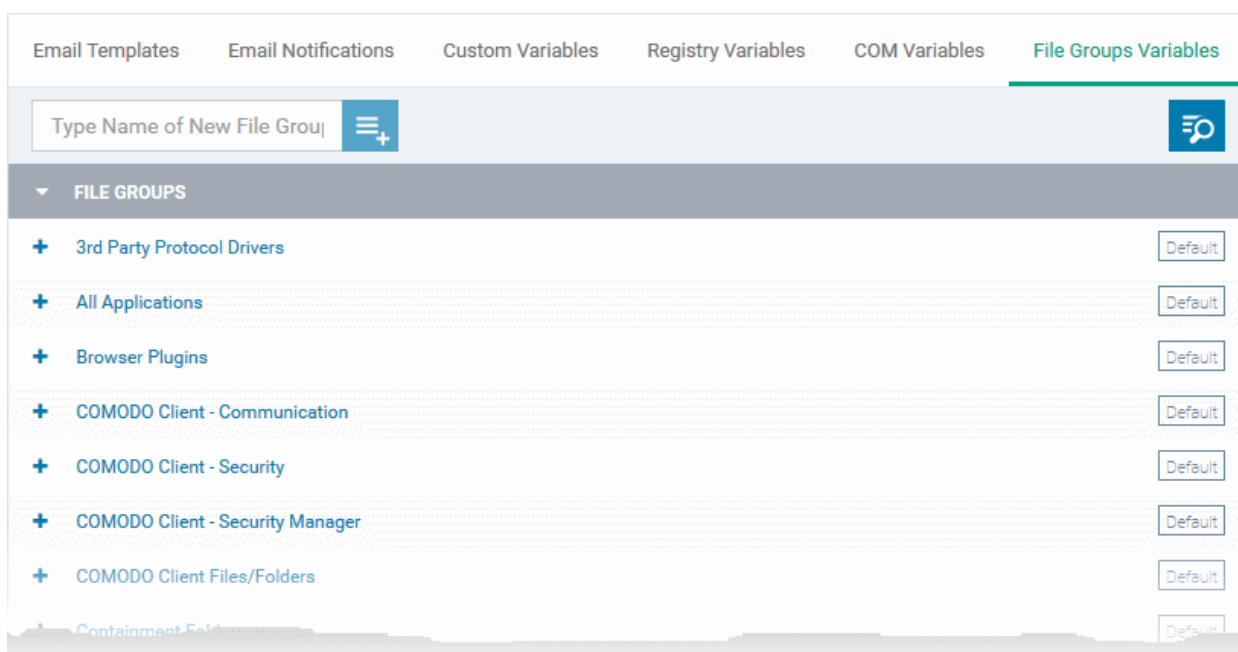 Email Templates Email Notifications Custom Variables Registry Variables COM Variables File Groups Variables
Type Name of New File Grou
FILE GROUPS
3rd Party Protocol Drivers Default
All Applications Default
Browser Plugins Default
COMODO Client - Communication Default
COMODO Client - Security Default
COMODO Client - Security Manager Default
COMODO Client Files/Folders Default
Containment Default